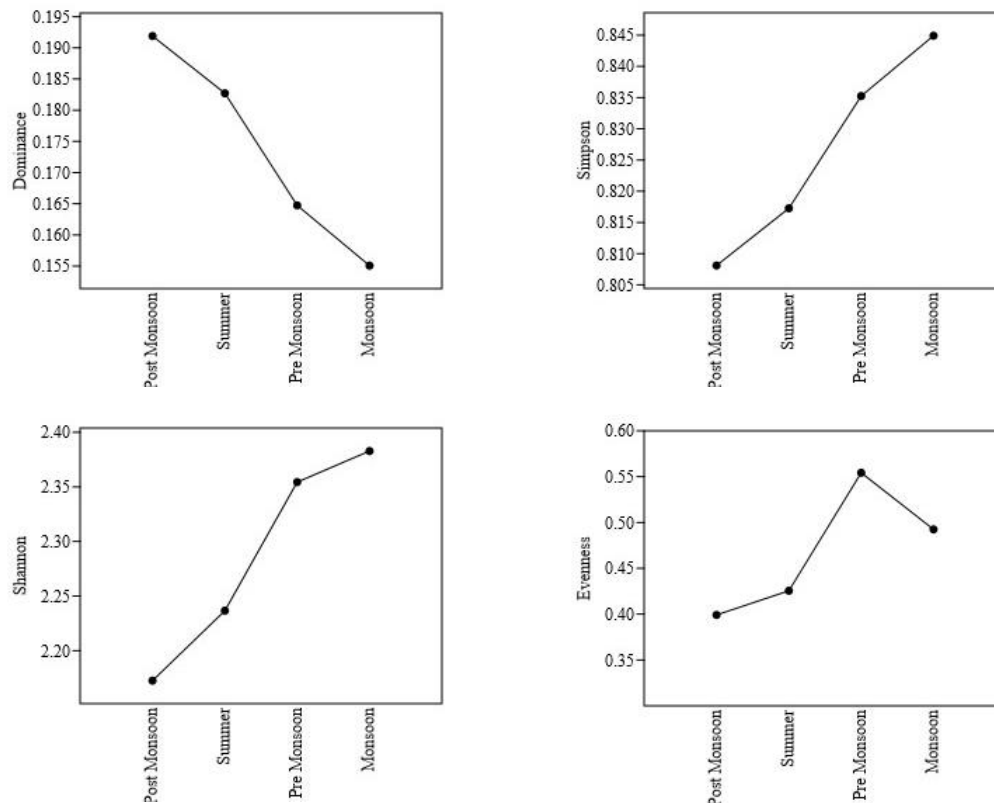 0.195
0.190
0.185
0.180
0.175
0.170
0.165
0.160
0.155
Dominance
Post Monsoon
Summer
Pre Monsoon
Monsoon
0.845
0.840
0.835
0.830
0.825
0.820
0.815
0.810
0.805
Simpson
Post Monsoon
Summer
Pre Monsoon
Monsoon
2.40
2.35
2.30
2.25
2.20
Shannon
Post Monsoon
Summer
Pre Monsoon
Monsoon
0.60
0.55
0.50
0.45
0.40
0.35
Evenness
Post Monsoon
Summer
Pre Monsoon
Monsoon